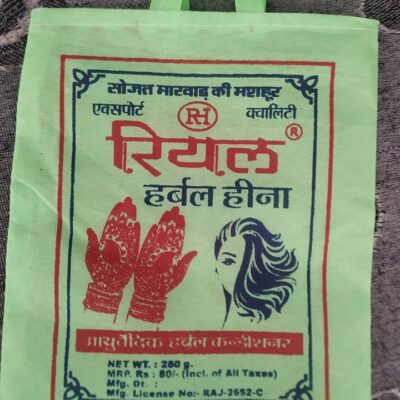 सोजत मारवाड़ की मशहूर
एक्सपोर्ट RH क्वालिटी
रियल ®
हर्बल हीना
आयुर्वेदिक हर्बल कन्डीशनर
NET WT. : 250 g.
MRP. Rs : 80/- (Incl. of All Taxes)
Mfg. Dt. :
Mfg. License No:- RAJ-2652-C